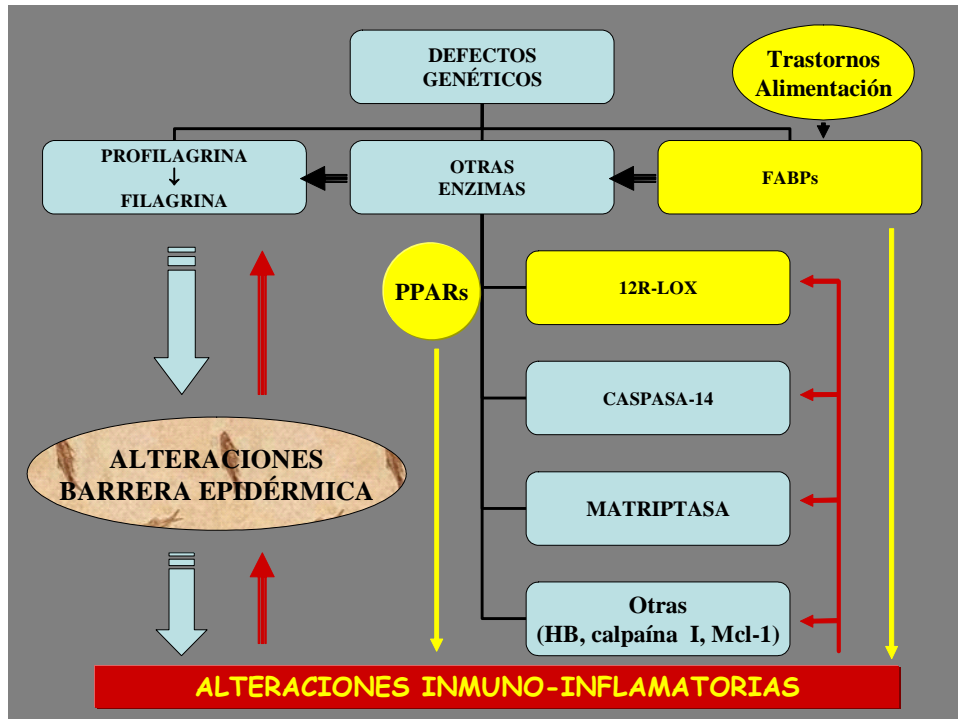 DEFECTOS
GENÉTICOS
Trastornos
Alimentación
PROFILAGRINA
↓
FILAGRINA
OTRAS
ENZIMAS
FABPs
PPARs
12R-LOX
CASPASA-14
ALTERACIONES
BARRERA EPIDÉRMICA
MATRIPTASA
Otras
(HB, calpaína I, Mcl-1)
ALTERACIONES INMUNO-INFLAMATORIAS